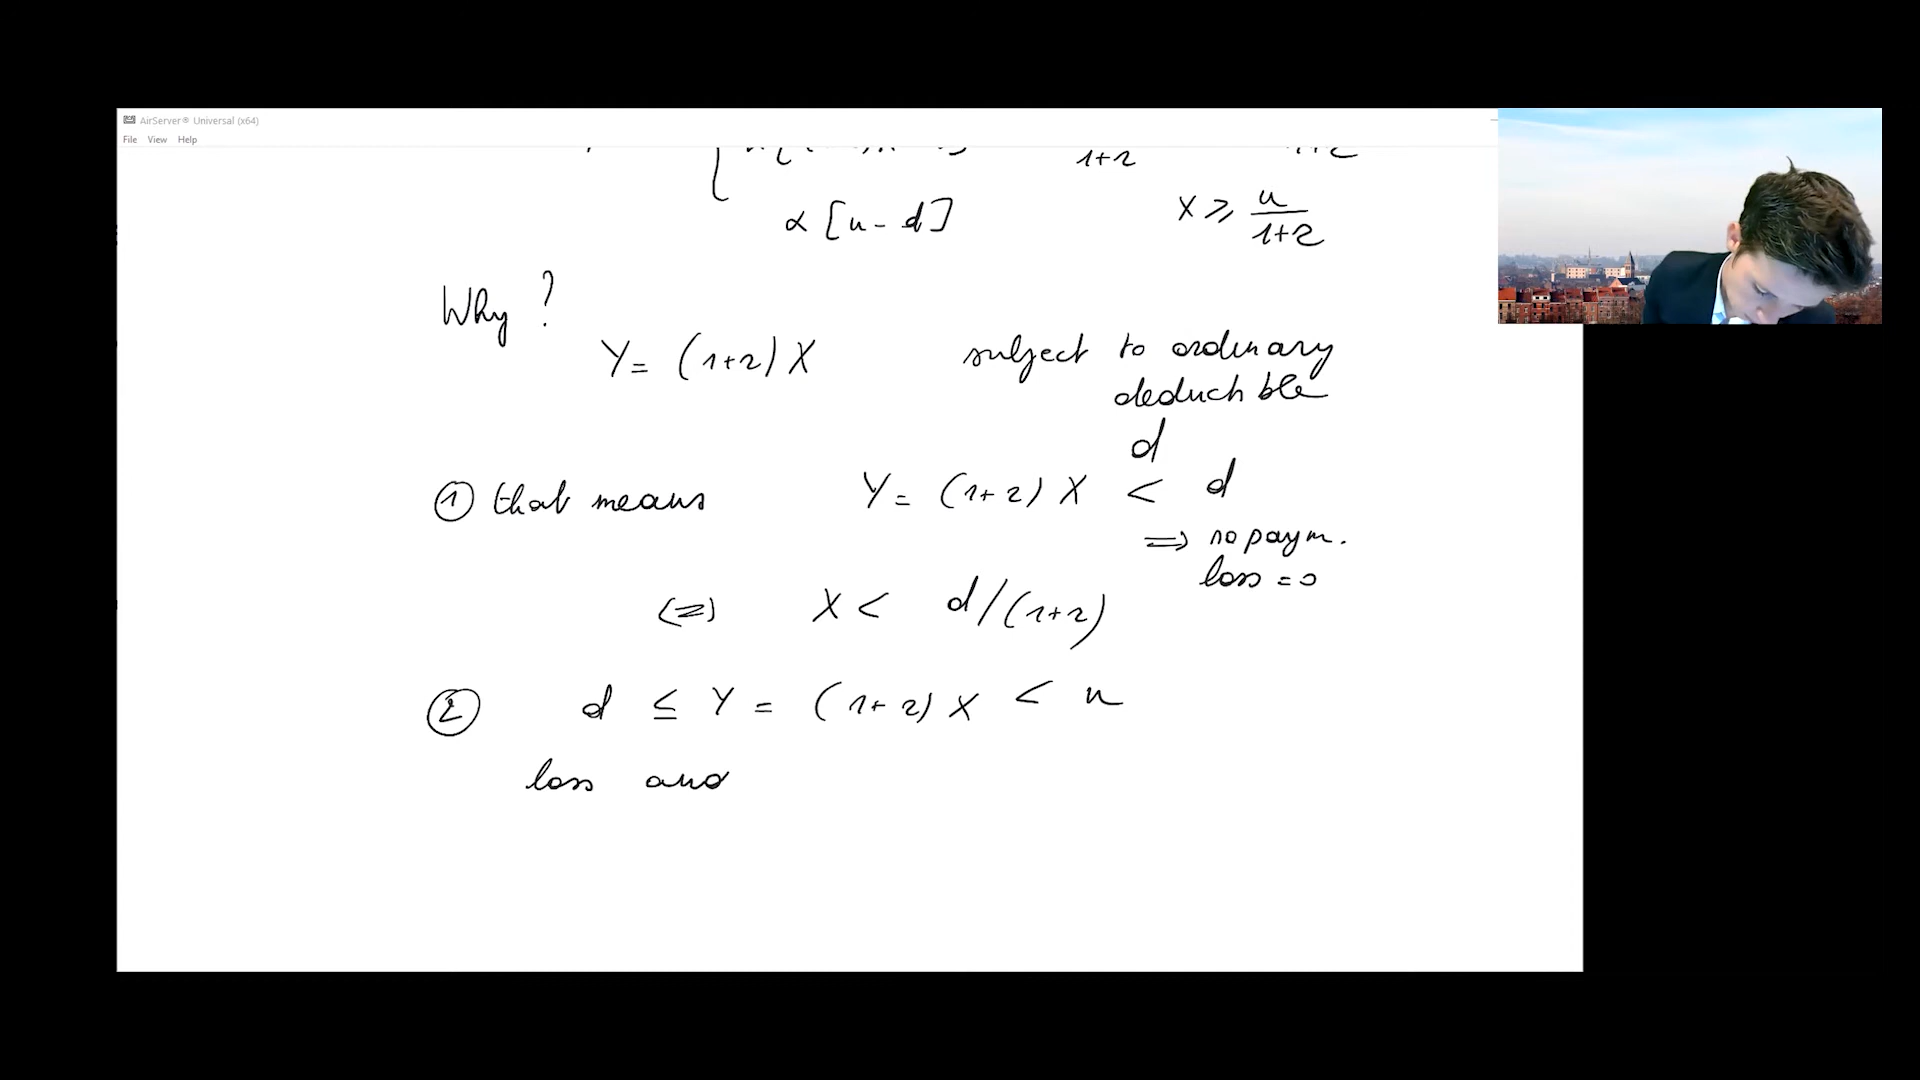 AirServer® Universal (x64)
File View Help
1+r
α [u - d] X ⩾ u/1+r
Why?
Y = (1+r) X subject to ordinary
deductible
d
① that means Y = (1+r) X < d
⇒ no paym.
loss = 0
⇔ X < d/(1+r)
② d ≤ Y = (1+r) X < u
loss and